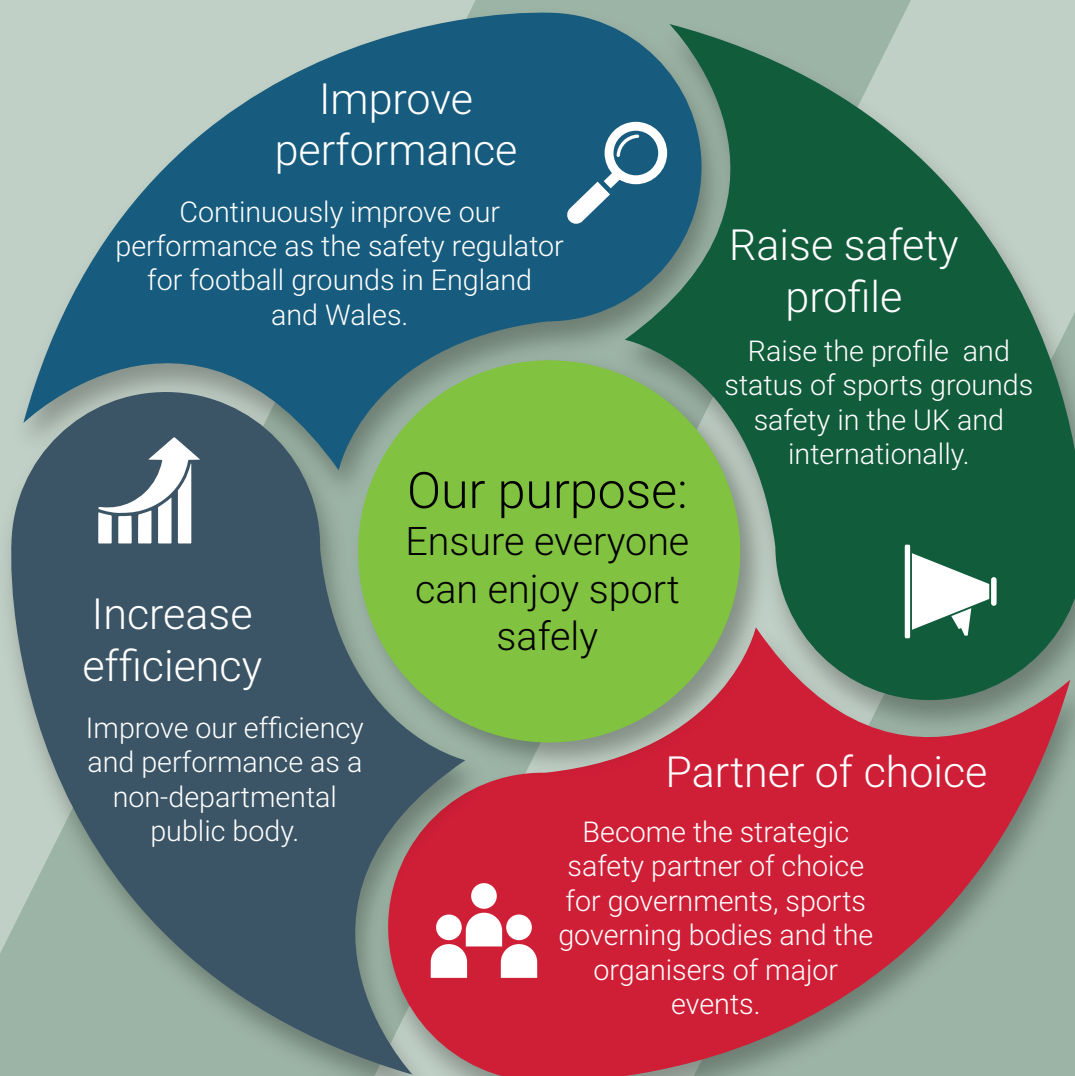 Improve
performance
Continuously improve our
performance as the safety regulator
for football grounds in England
and Wales.
Raise safety
profile
Raise the profile and
status of sports grounds
safety in the UK and
internationally.
Our purpose:
Ensure everyone
can enjoy sport
safely
Increase
efficiency
Improve our efficiency
and performance as a
non-departmental
public body.
Partner of choice
Become the strategic
safety partner of choice
for governments, sports
governing bodies and the
organisers of major
events.